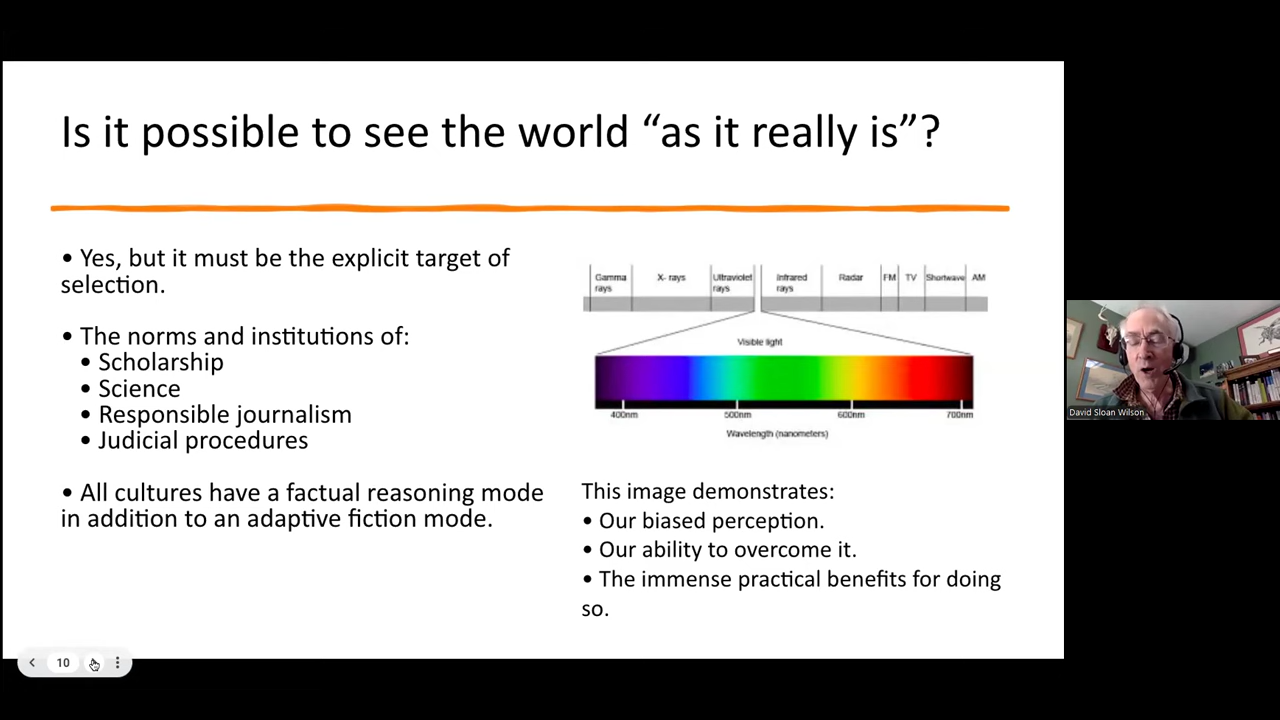 Is it possible to see the world “as it really is”?
• Yes, but it must be the explicit target of
selection.
• The norms and institutions of:
• Scholarship
• Science
• Responsible journalism
• Judicial procedures
• All cultures have a factual reasoning mode
in addition to an adaptive fiction mode.
Gamma rays X- rays Ultraviolet rays Infrared rays Radar FM TV Shortwave AM
Visible light
400nm 500nm 600nm 700nm
Wavelength (nanometers)
This image demonstrates:
• Our biased perception.
• Our ability to overcome it.
• The immense practical benefits for doing
so.
David Sloan Wilson
10